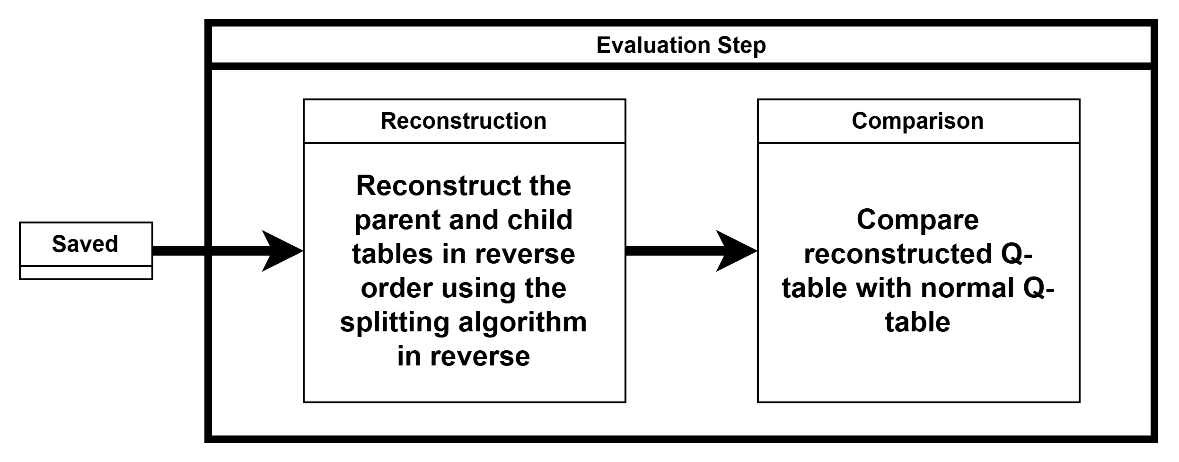 Evaluation Step
Saved
Reconstruction
Reconstruct the
parent and child
tables in reverse
order using the
splitting algorithm
in reverse
Comparison
Compare
reconstructed Q-
table with normal Q-
table